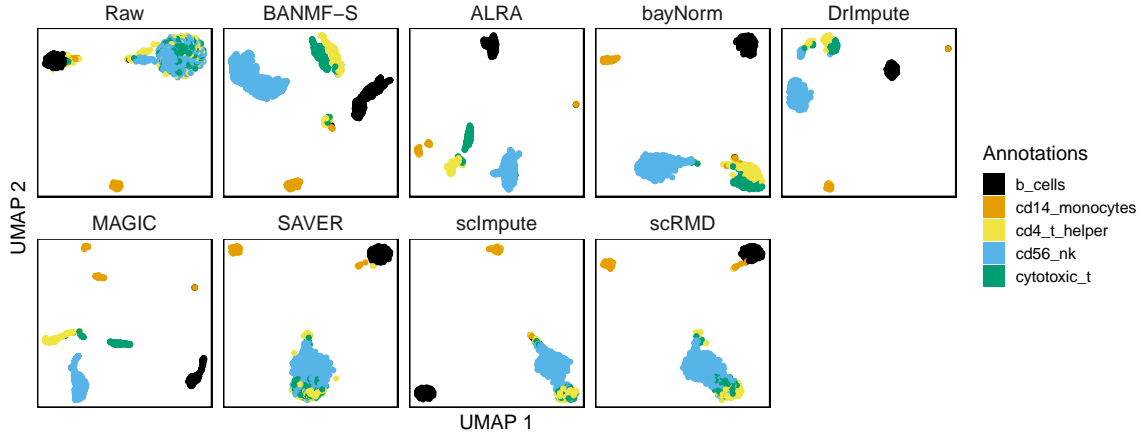 Raw
BANMF-S
ALRA
bayNorm
DrImpute
MAGIC
SAVER
scImpute
scRMD
UMAP 2
UMAP 1
Annotations
b_cells
cd14_monocytes
cd4_t_helper
cd56_nk
cytotoxic_t